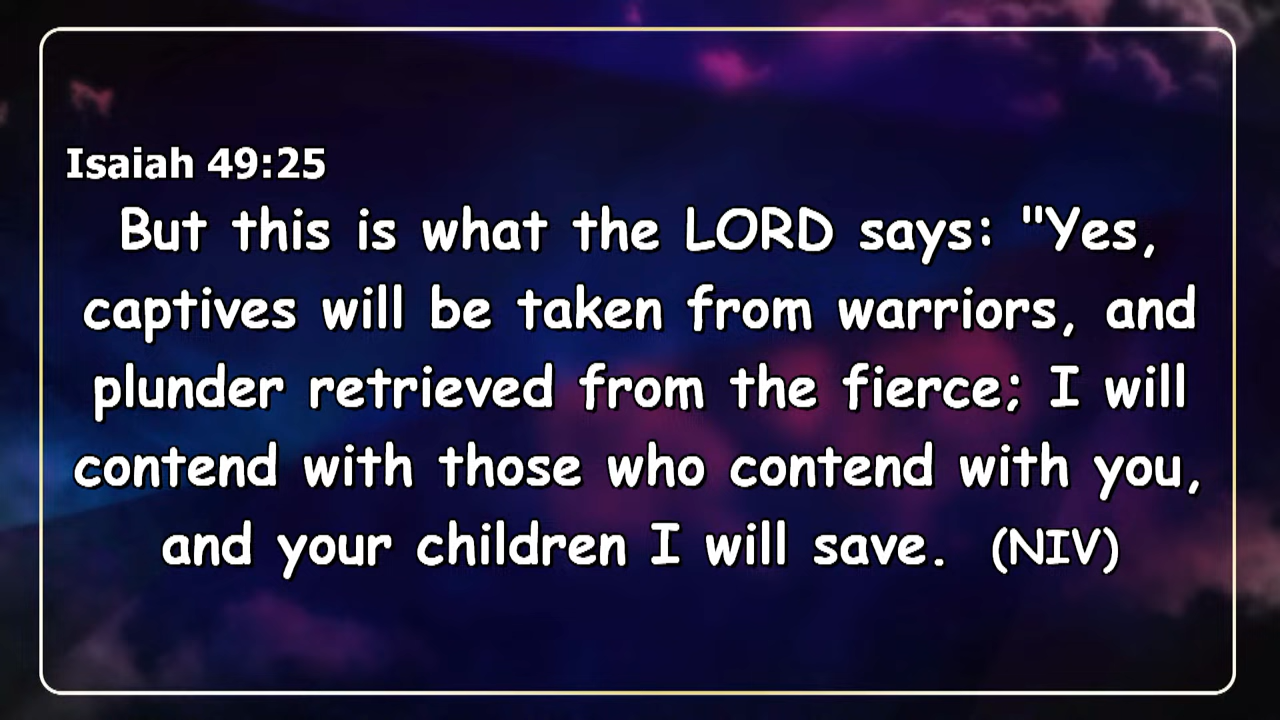 Isaiah 49:25
But this is what the LORD says: "Yes,
captives will be taken from warriors, and
plunder retrieved from the fierce; I will
contend with those who contend with you,
and your children I will save. (NIV)